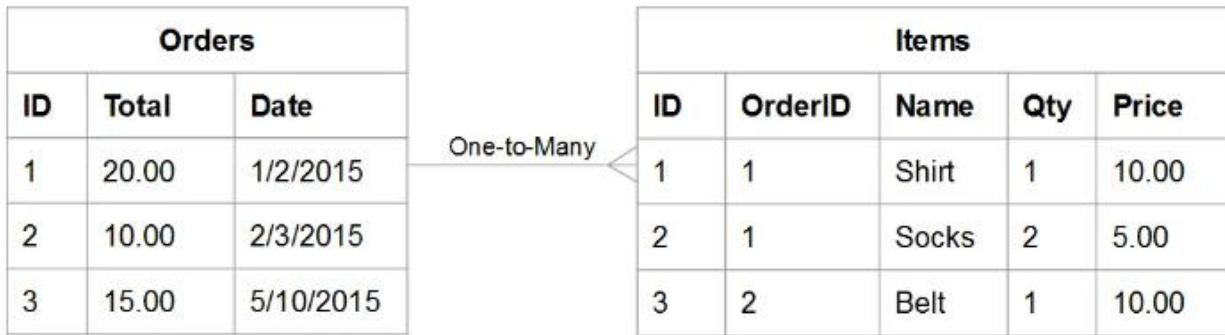 Orders
ID Total Date
1 20.00 1/2/2015
2 10.00 2/3/2015
3 15.00 5/10/2015
One-to-Many
Items
ID OrderID Name Qty Price
1 1 Shirt 1 10.00
2 1 Socks 2 5.00
3 2 Belt 1 10.00